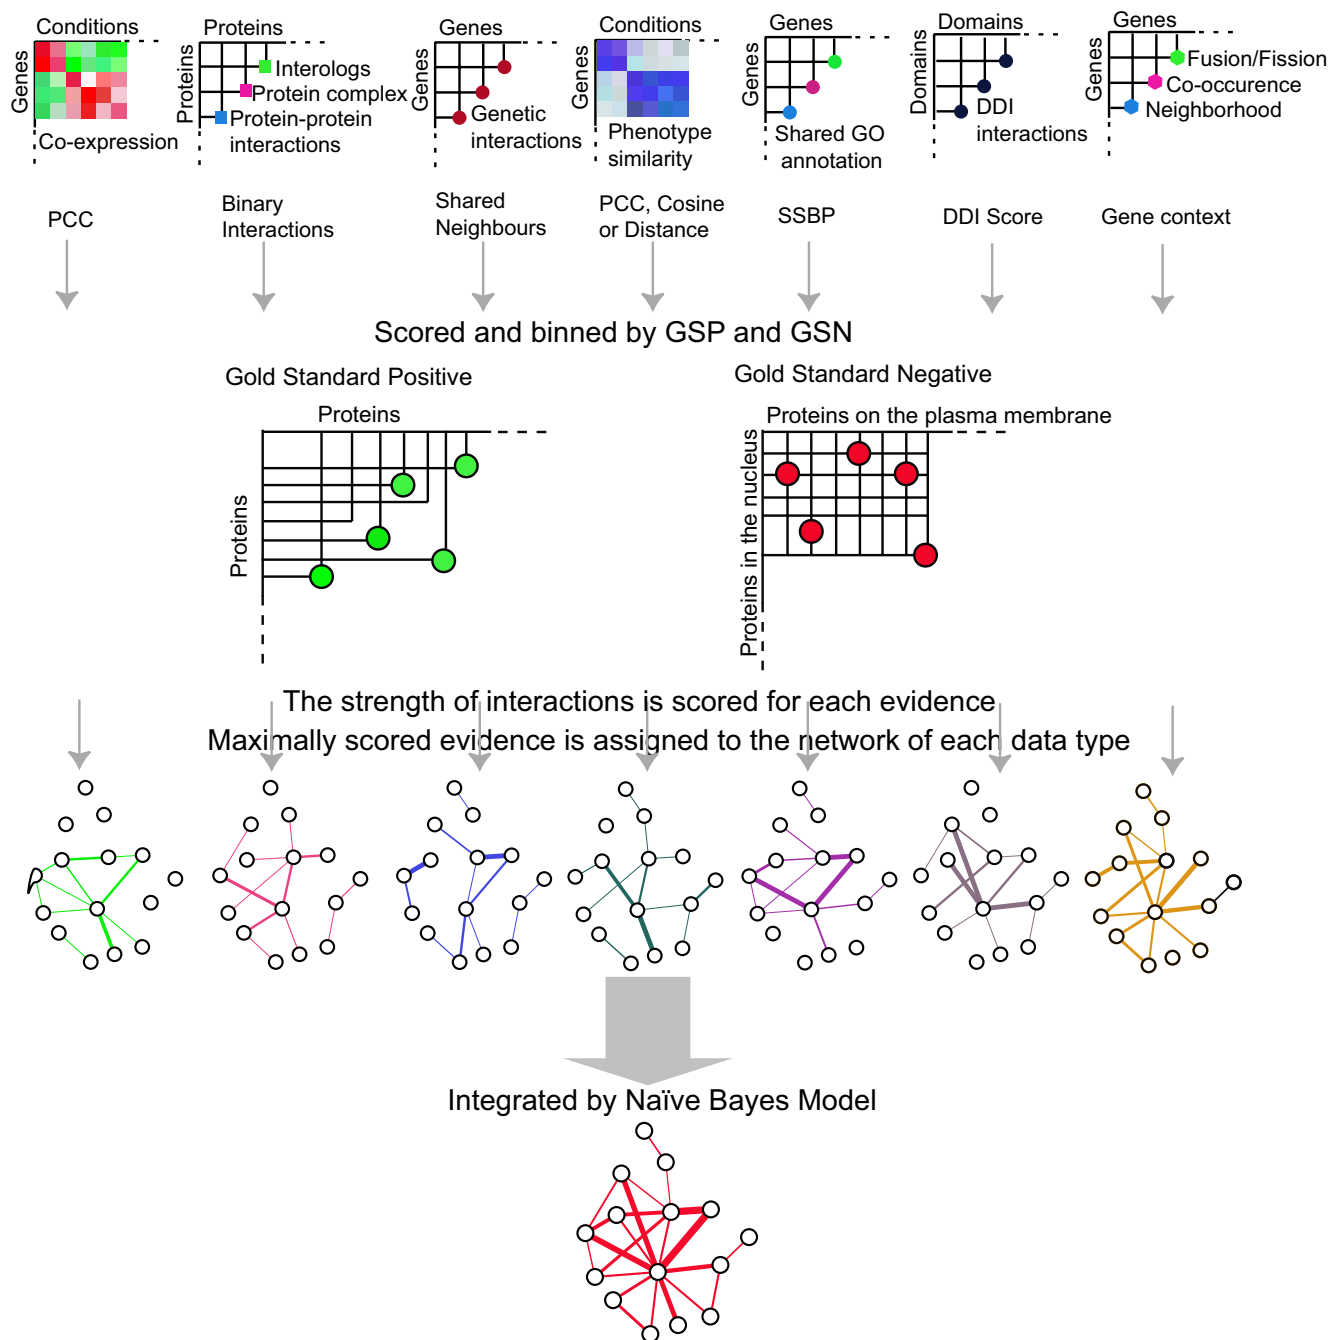 Conditions
Genes
Co-expression
Proteins
Proteins
Interologs
Protein complex
Protein-protein
interactions
Genes
Genes
Genetic
interactions
Conditions
Genes
Phenotype
similarity
Genes
Genes
Shared GO
annotation
Domains
Domains
DDI
interactions
Genes
Genes
Fusion/Fission
Co-occurence
Neighborhood
PCC
Binary
Interactions
Shared
Neighbours
PCC, Cosine
or Distance
SSBP
DDI Score
Gene context
Scored and binned by GSP and GSN
Gold Standard Positive
Proteins
Proteins
Gold Standard Negative
Proteins on the plasma membrane
Proteins in the nucleus
The strength of interactions is scored for each evidence
Maximally scored evidence is assigned to the network of each data type
Integrated by Naïve Bayes Model